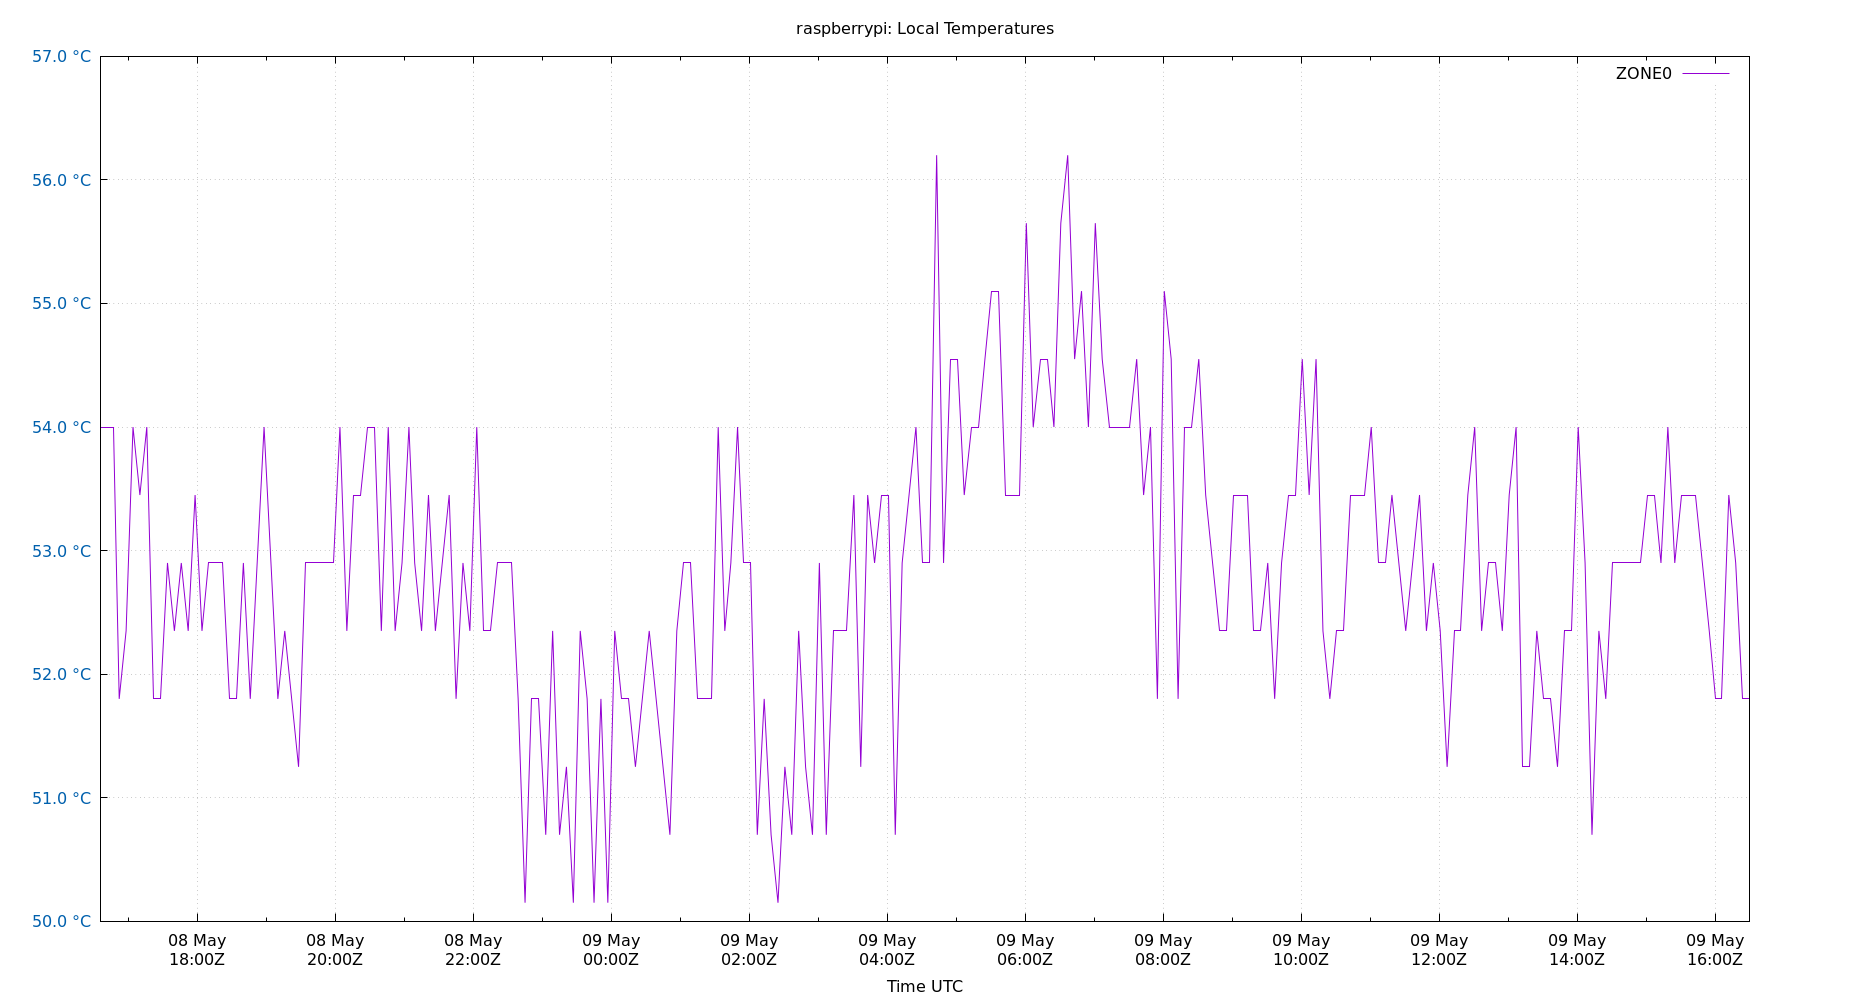 raspberrypi: Local Temperatures
57.0 °C
ZONE0
56.0 °C
55.0 °C
54.0 °C
53.0 °C
52.0 °C
51.0 °C
50.0 °C
08 May 08 May 08 May 09 May 09 May 09 May 09 May 09 May 09 May 09 May 09 May 09 May
18:00Z 20:00Z 22:00Z 00:00Z 02:00Z 04:00Z 06:00Z 08:00Z 10:00Z 12:00Z 14:00Z 16:00Z
Time UTC